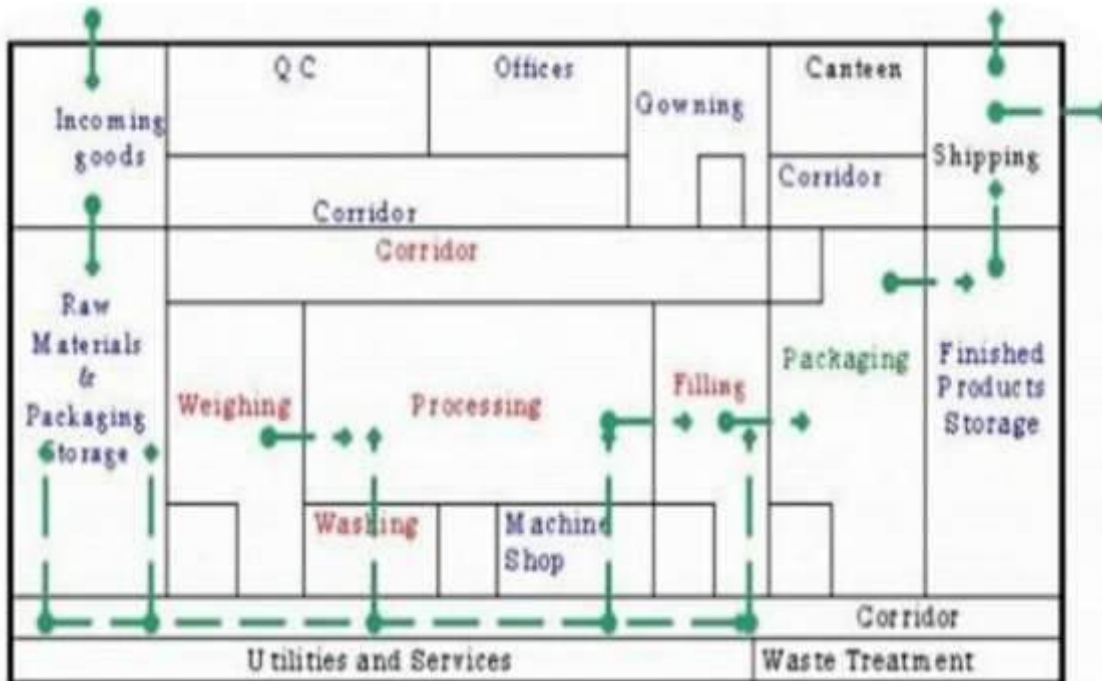 Q C
Offices
Canteen
Gowning
Incoming
goods
Shipping
Corridor
Corridor
Corridor
Raw
Materials
&
Packaging
Storage
Weighing
Processing
Filling
Packaging
Finished
Products
Storage
Washing
Machine
Shop
Corridor
Utilities and Services
Waste Treatment